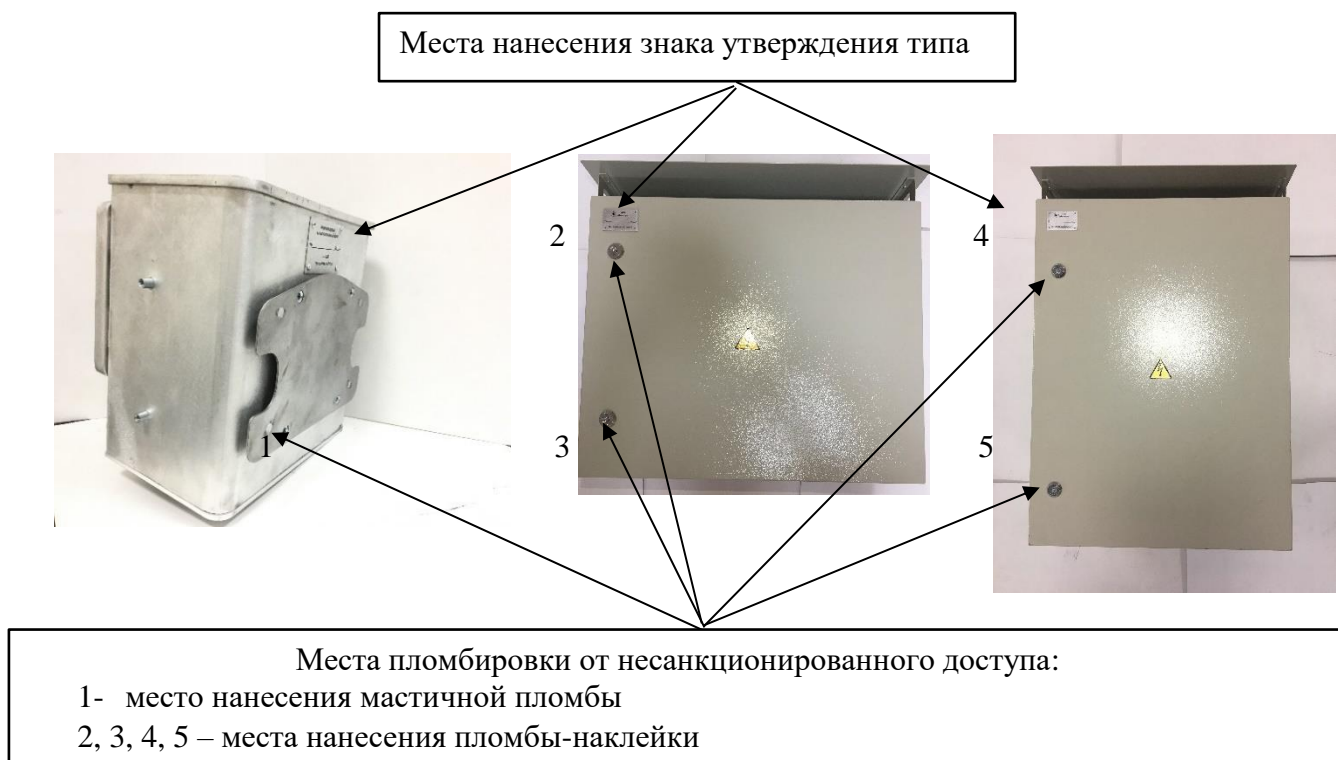 Места нанесения знака утверждения типа
2
4
1
3
5
Места пломбировки от несанкционированного доступа:
1- место нанесения мастичной пломбы
2, 3, 4, 5 – места нанесения пломбы-наклейки